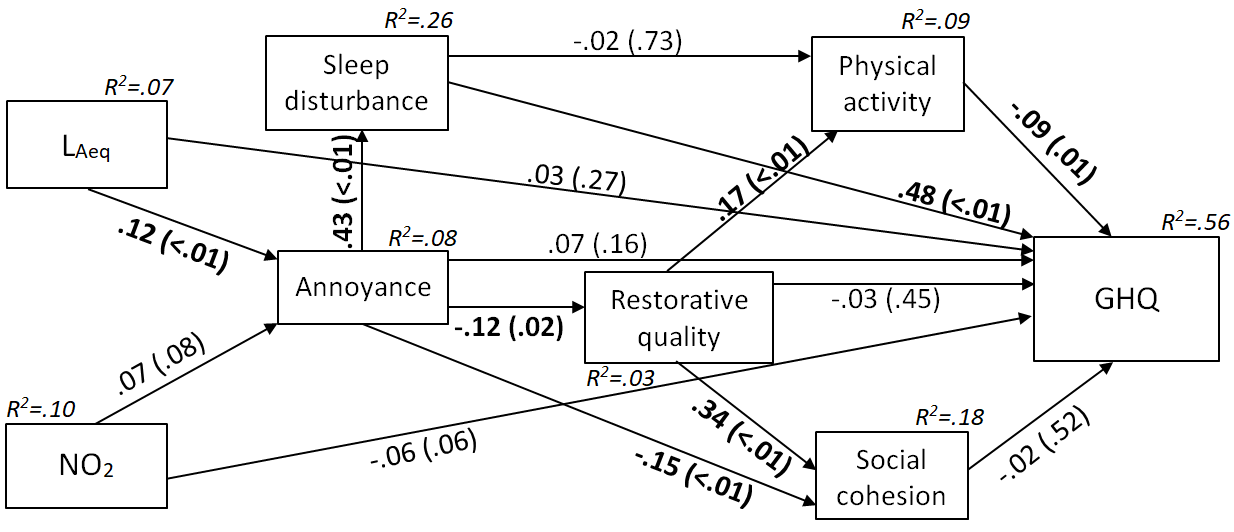 R²=.26
R²=.09
R²=.07
Sleep
disturbance
-.02 (.73)
Physical
activity
L_Aeq
-.09 (.01)
.43 (<.01)
.03 (.27)
.17 (<.01)
.48 (<.01)
.12 (<.01)
R²=.08
.07 (.16)
R²=.56
Annoyance
Restorative
quality
-.03 (.45)
GHQ
-.12 (.02)
.07 (.08)
R²=.03
R²=.10
NO₂
-.06 (.06)
.34 (<.01)
-.15 (<.01)
R²=.18
Social
cohesion
-.02 (.52)